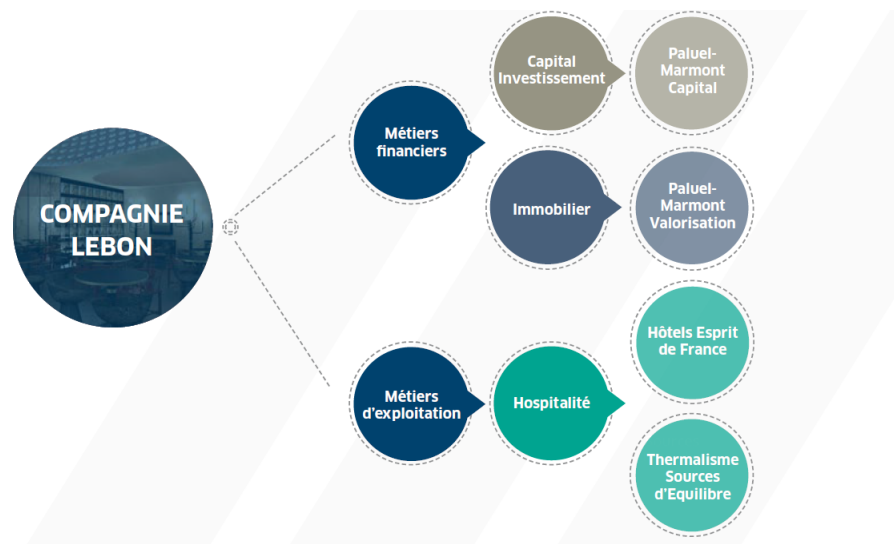 COMPAGNIE
LEBON
Métiers
financiers
Capital
Investissement
Paluel-
Marmont
Capital
Immobilier
Paluel-
Marmont
Valorisation
Métiers
d'exploitation
Hospitalité
Hôtels Esprit
de France
Thermalisme
Sources
d'Equilibre